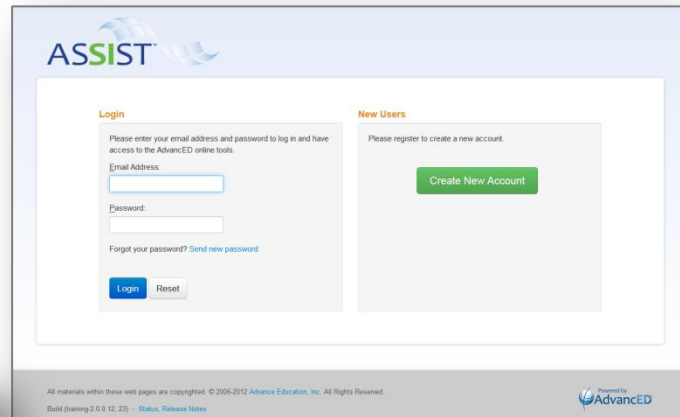 ASSIST™
Login
Please enter your email address and password to log in and have
access to the AdvancED online tools.
Email Address:
Password:
Forgot your password? Send new password
Login Reset
New Users
Please register to create a new account.
Create New Account
All materials within these web pages are copyrighted. © 2006-2012 Advance Education, Inc. All Rights Reserved.
Build (training-2.0.0.12, 23) - Status, Release Notes
Powered by
AdvancED